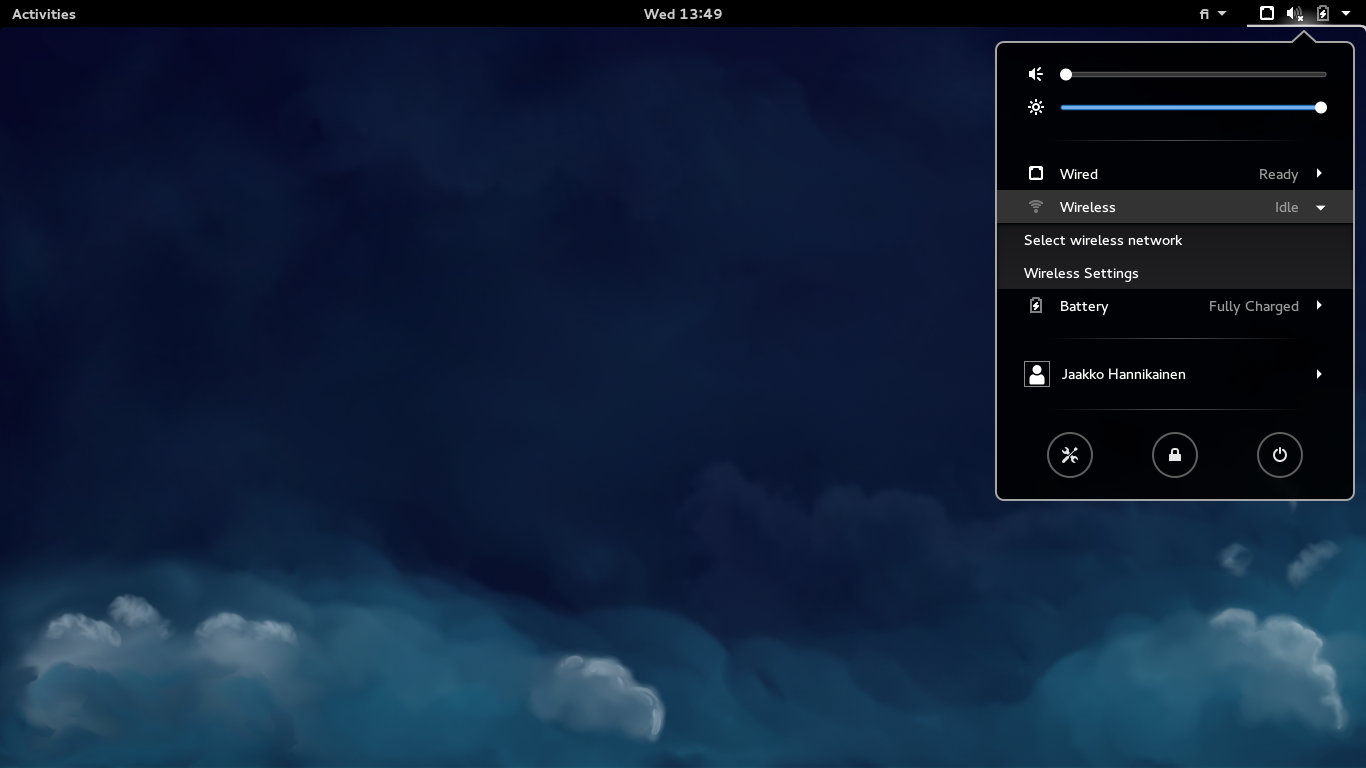 Activities
Wed 13:49
fi
Wired Ready
Wireless Idle
Select wireless network
Wireless Settings
Battery Fully Charged
Jaakko Hannikainen